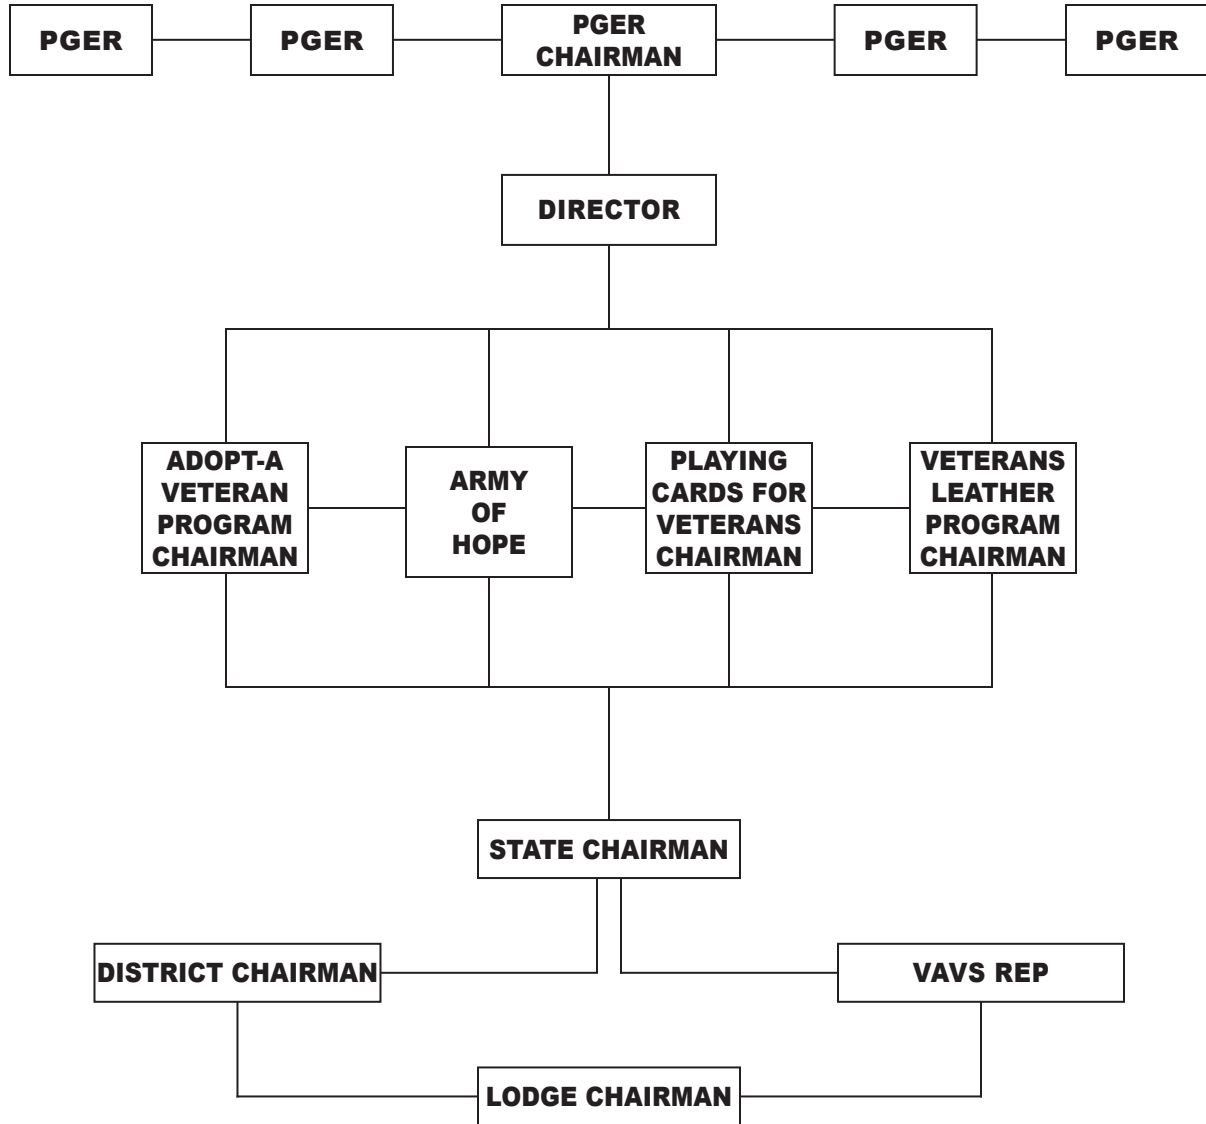 PGER
PGER
PGER
CHAIRMAN
PGER
PGER
DIRECTOR
ADOPT-A
VETERAN
PROGRAM
CHAIRMAN
ARMY
OF
HOPE
PLAYING
CARDS FOR
VETERANS
CHAIRMAN
VETERANS
LEATHER
PROGRAM
CHAIRMAN
STATE CHAIRMAN
DISTRICT CHAIRMAN
VAVS REP
LODGE CHAIRMAN